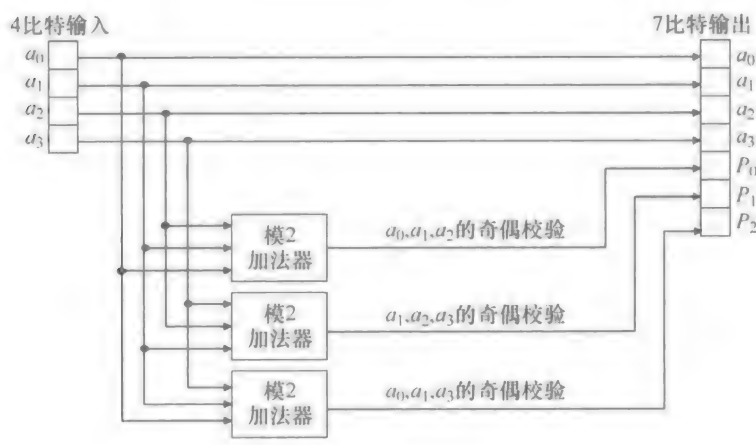 4比特输入
7比特输出
a0
a1
a2
a3
a0
a1
a2
a3
P0
P1
P2
模2
加法器
a0,a1,a2的奇偶校验
模2
加法器
a1,a2,a3的奇偶校验
模2
加法器
a0,a1,a3的奇偶校验